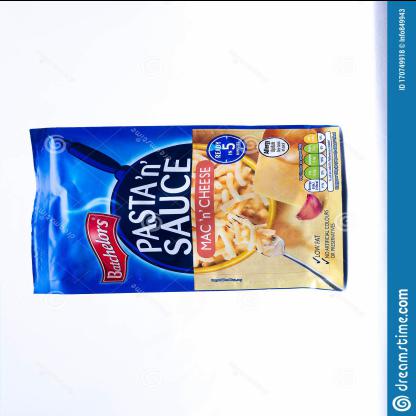 Batchelors
PASTA 'n'
SAUCE
MAC 'n' CHEESE
READY
IN 5
✓ LOW FAT
✓ NO ARTIFICIAL COLOURS
OR PRESERVATIVES
dreamstime.com
ID 170749918 © Info849943